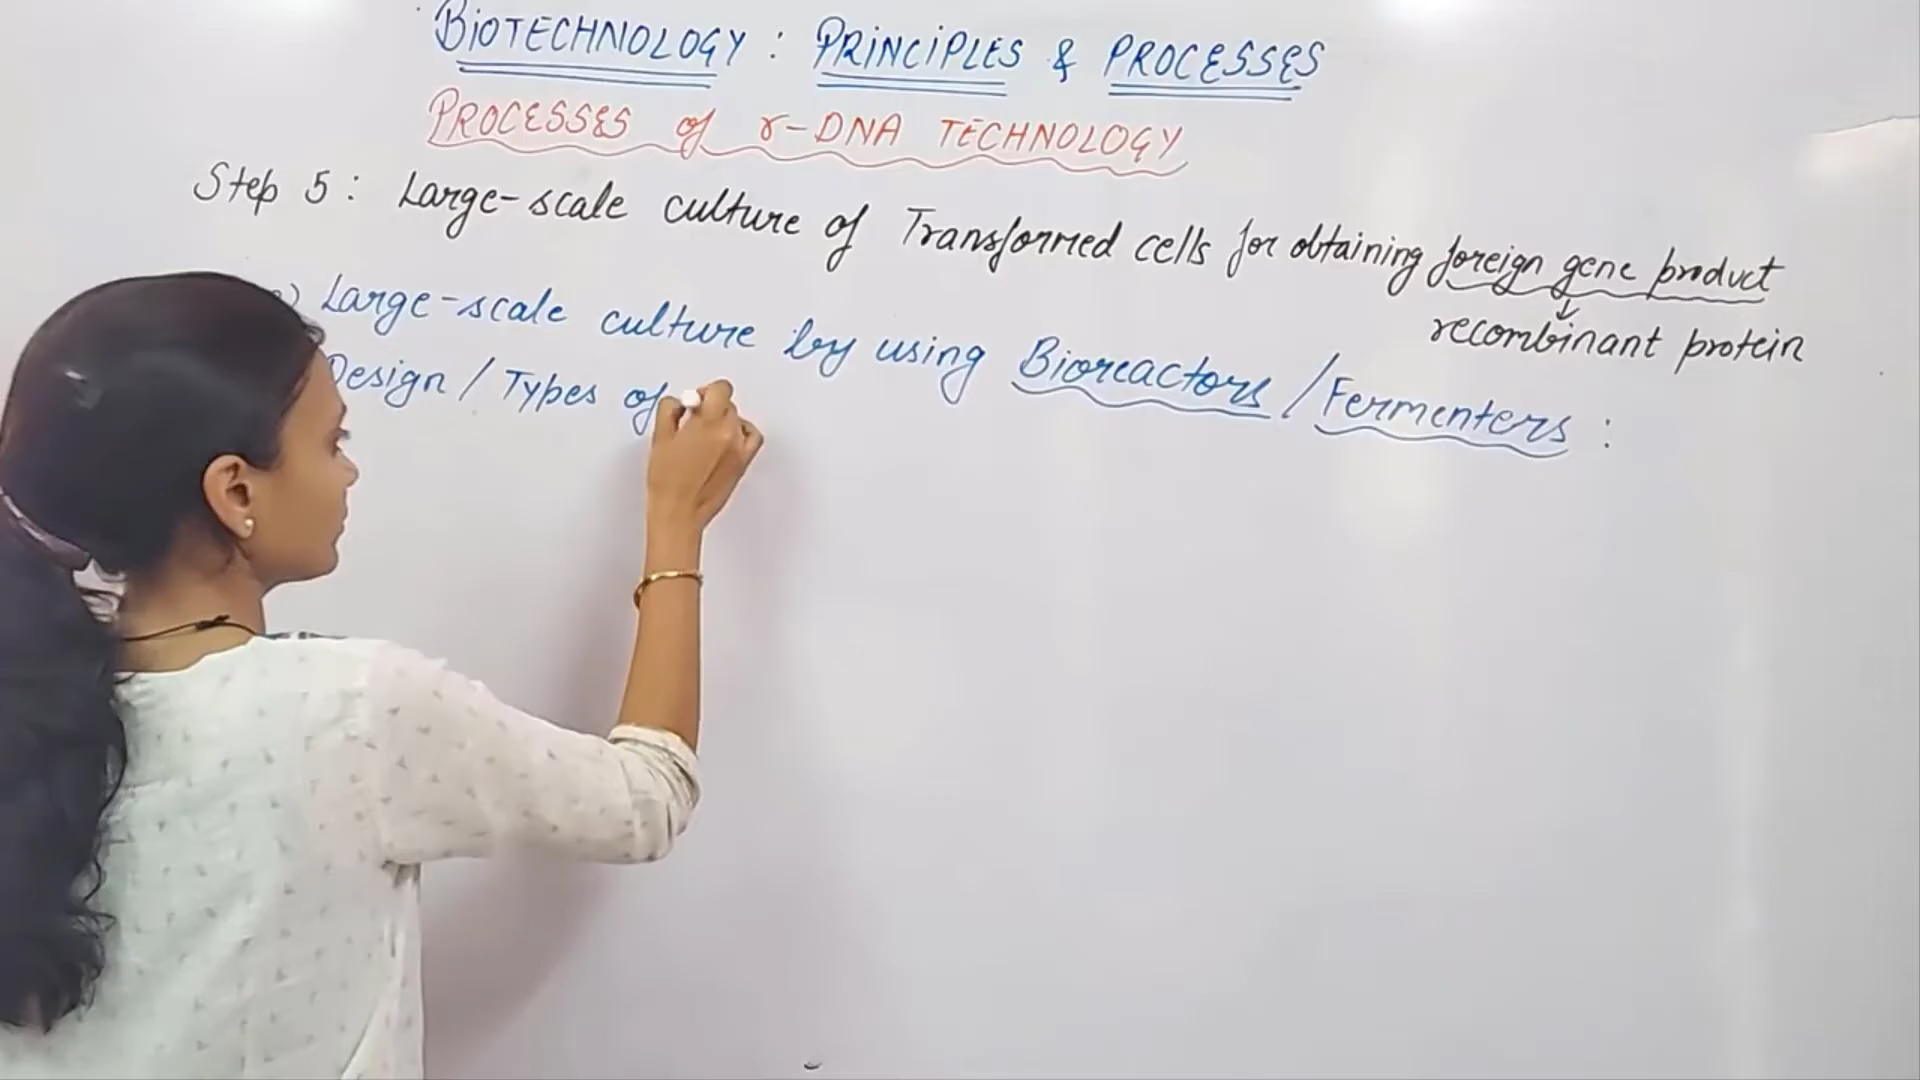 BIOTECHNOLOGY : PRINCIPLES & PROCESSES
PROCESSES of r-DNA TECHNOLOGY
Step 5 : Large-scale culture of Transformed cells for obtaining foreign gene product
↓
recombinant protein
Large-scale culture by using Bioreactors / Fermenters :
Design / Types of